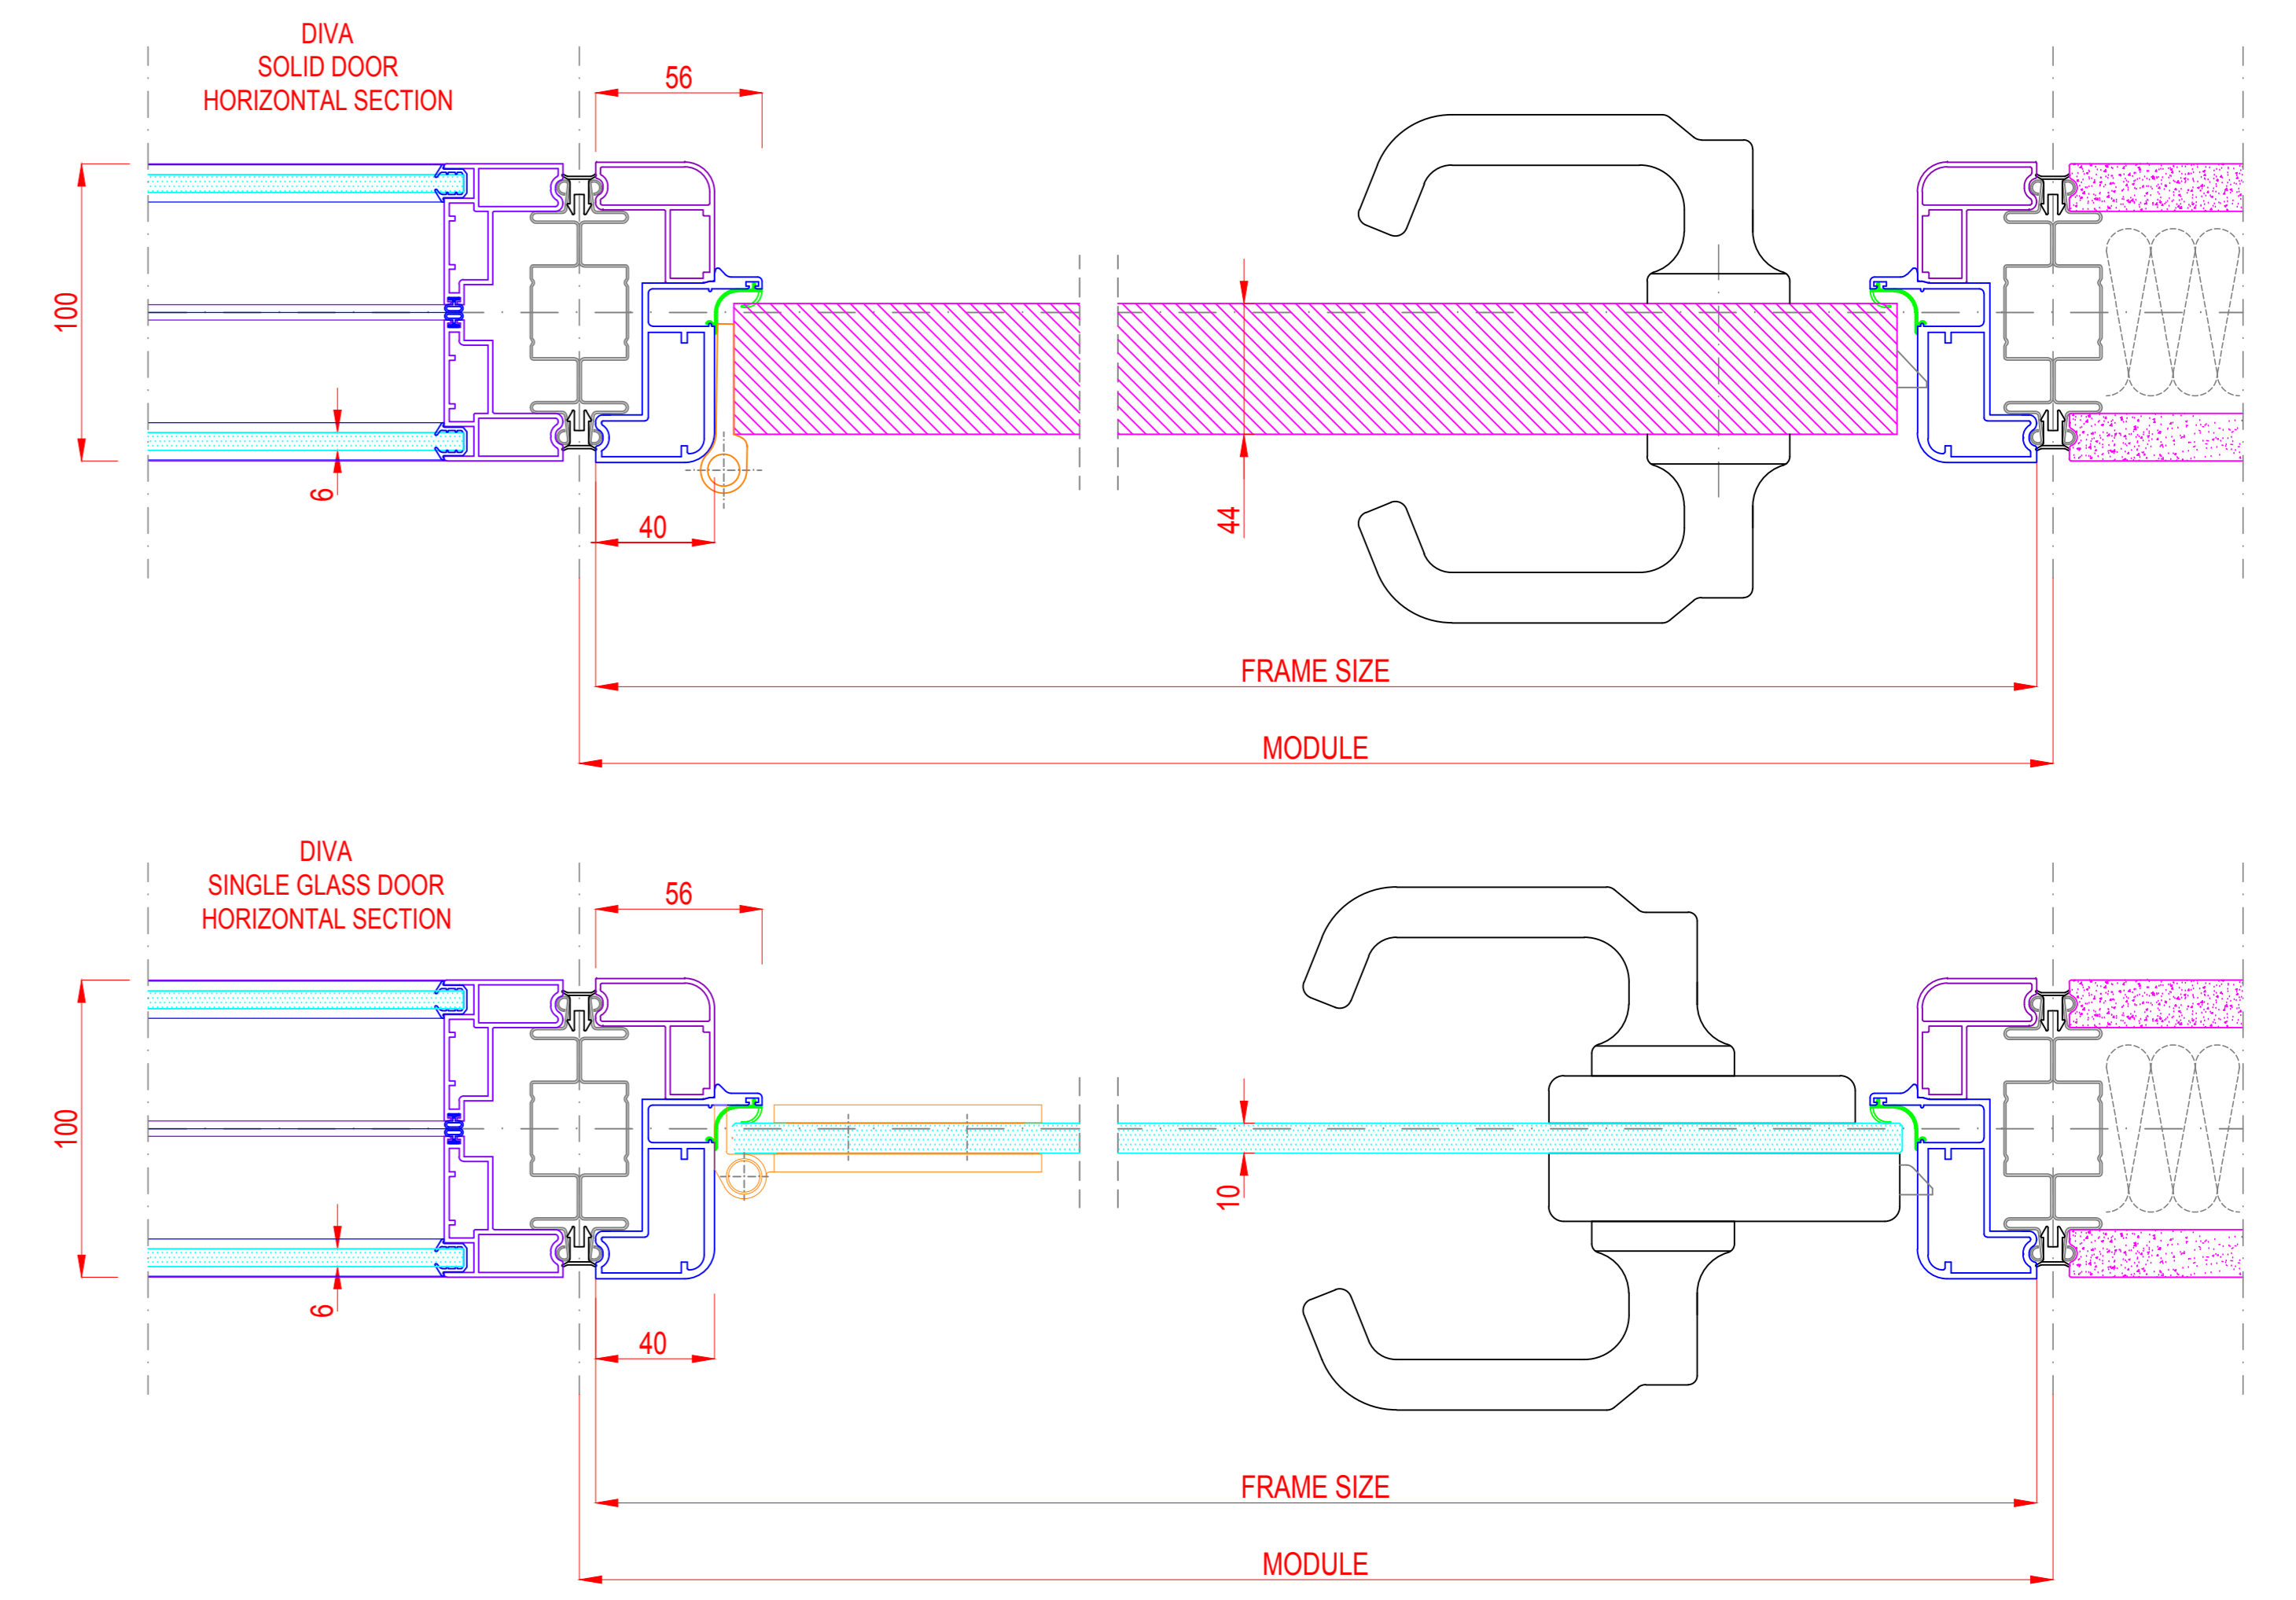 DIVA
SOLID DOOR
HORIZONTAL SECTION
56
100
6
40
44
FRAME SIZE
MODULE
DIVA
SINGLE GLASS DOOR
HORIZONTAL SECTION
56
100
6
40
10
FRAME SIZE
MODULE